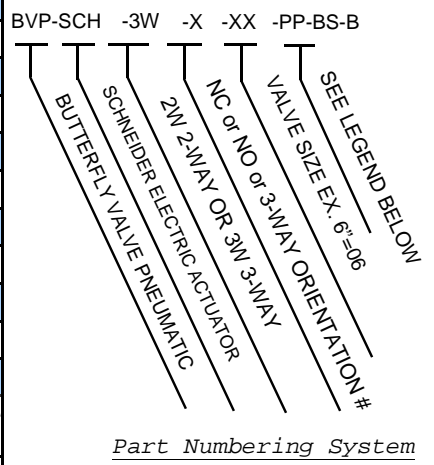 BVP-SCH -3W -X -XX -PP-BS-B
BUTTERFLY VALVE PNEUMATIC
SCHNEIDER ELECTRIC ACTUATOR
2W 2-WAY OR 3W 3-WAY
NC or NO or 3-WAY ORIENTATION #
VALVE SIZE EX. 6"=06
SEE LEGEND BELOW
Part Numbering System